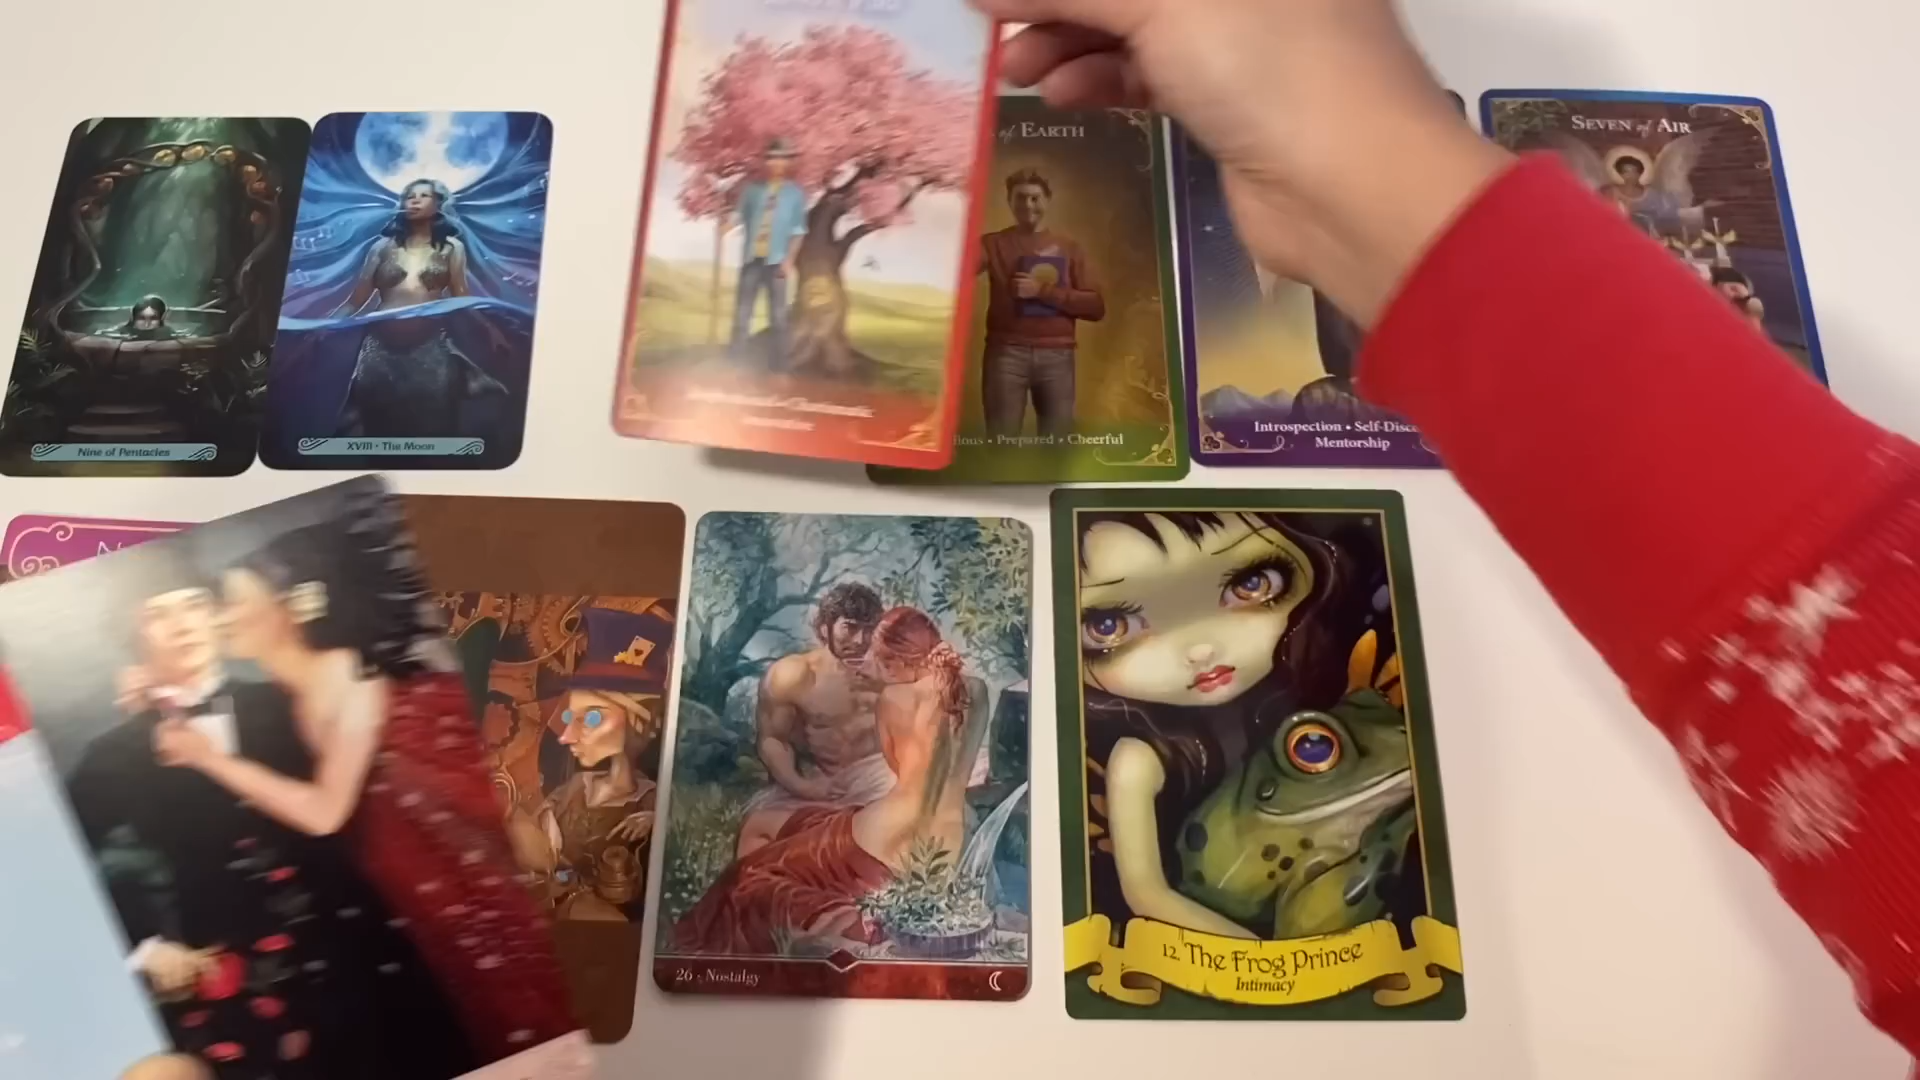 of EARTH
SEVEN of AIR
Nine of Pentacles
XVIII • The Moon
• Prepared • Cheerful
Introspection • Self-Disco
Mentorship
26 • Nostalgy
12. The Frog Prince
Intimacy